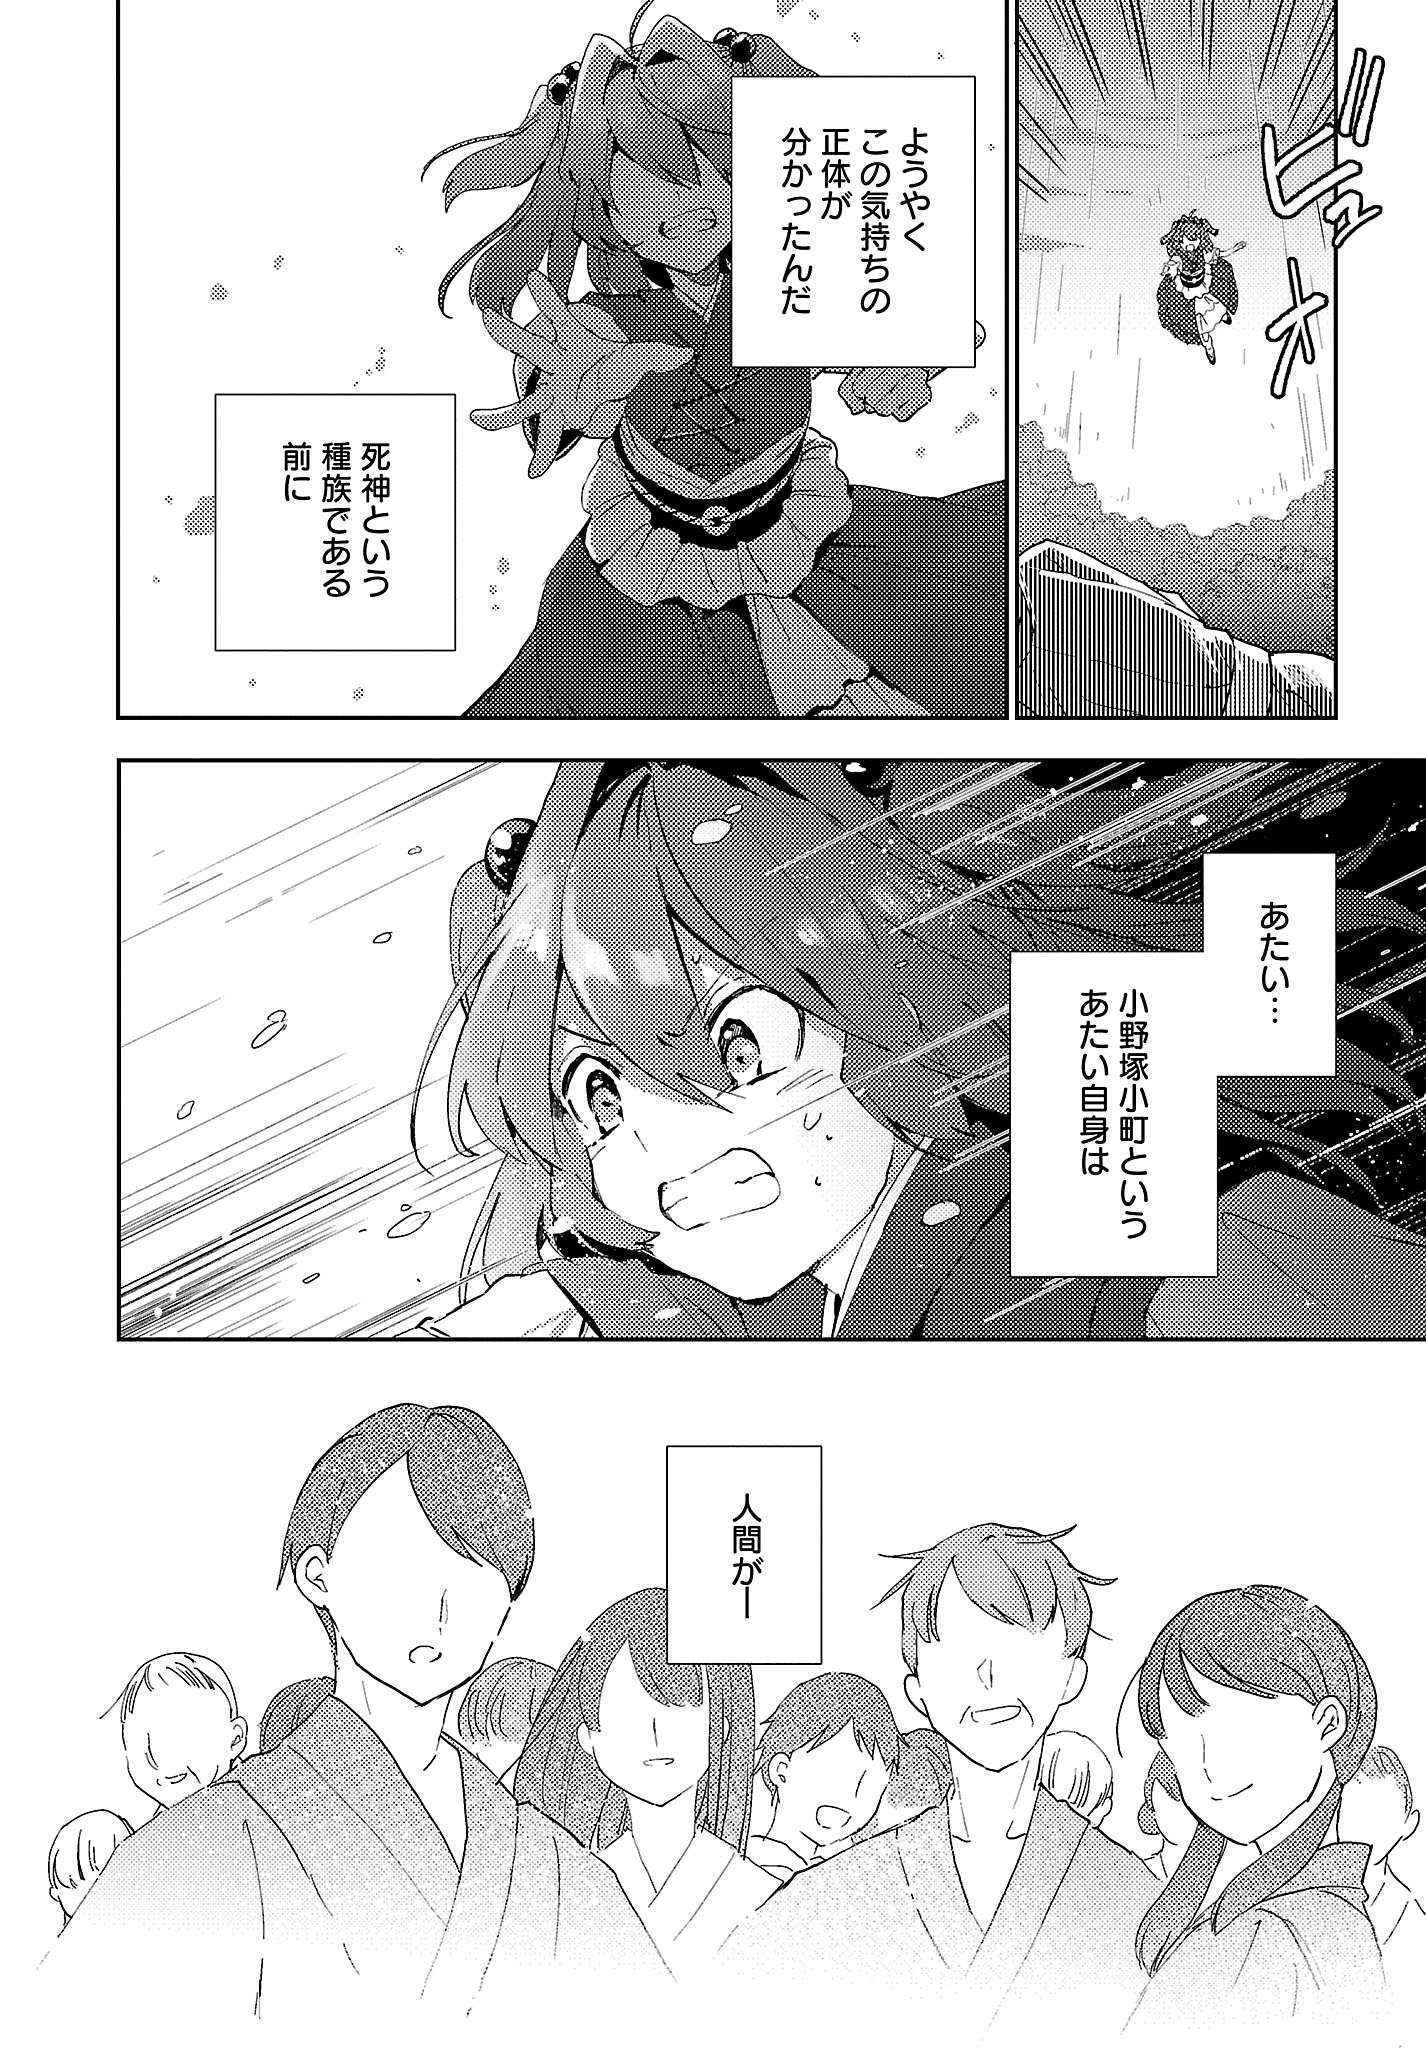 ビュオ
ようやく
この気持ちの
正体が
分かったんだ
死神という
種族である
前に
あたい…
小野塚小町という
あたい自身は
人間がー